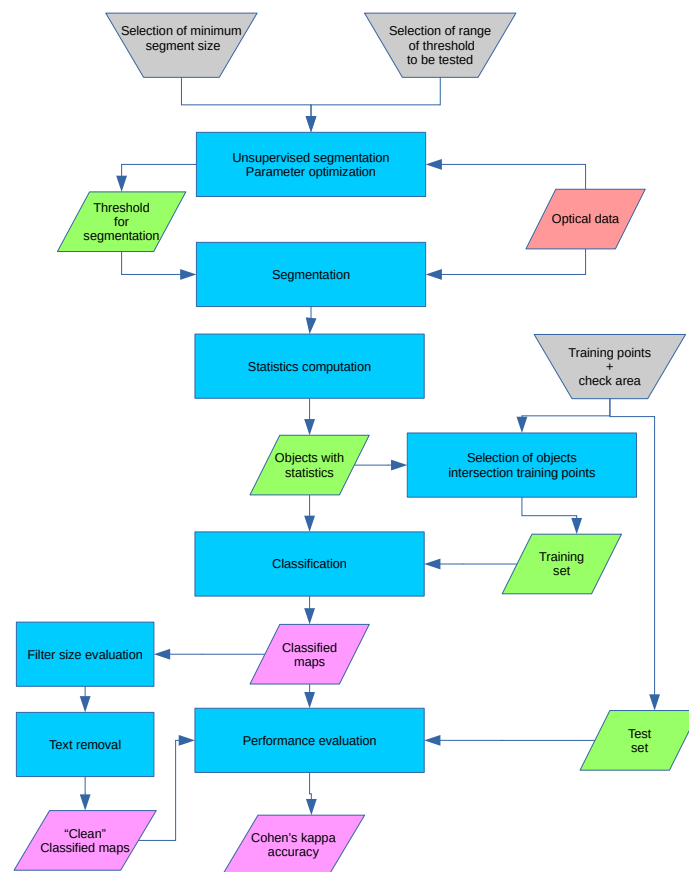 Selection of minimum
segment size
Selection of range
of threshold
to be tested
Unsupervised segmentation
Parameter optimization
Threshold
for
segmentation
Optical data
Segmentation
Statistics computation
Training points
+
check area
Objects with
statistics
Selection of objects
intersection training points
Classification
Training
set
Filter size evaluation
Classified
maps
Text removal
Performance evaluation
Test
set
“Clean”
Classified maps
Cohen’s kappa
accuracy